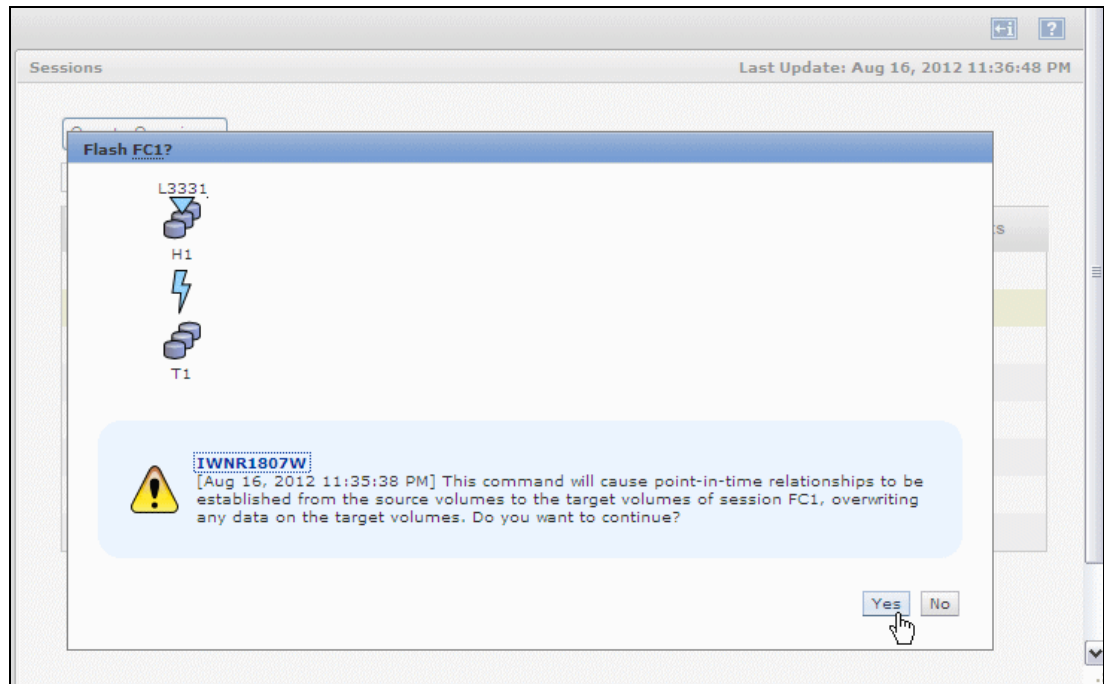 Sessions
Last Update: Aug 16, 2012 11:36:48 PM
Flash FC1?
L3331
H1
T1
IWNR1807W
[Aug 16, 2012 11:35:38 PM] This command will cause point-in-time relationships to be
established from the source volumes to the target volumes of session FC1, overwriting
any data on the target volumes. Do you want to continue?
Yes
No